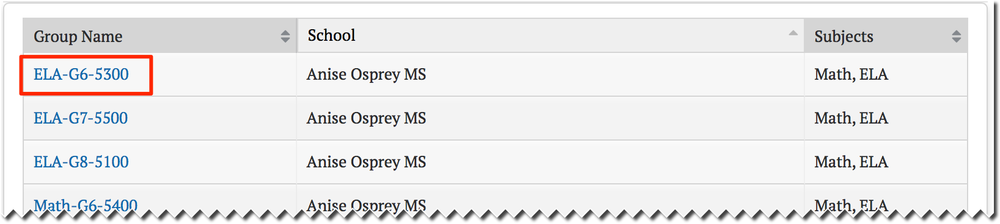 Group Name School Subjects
ELA-G6-5300 Anise Osprey MS Math, ELA
ELA-G7-5500 Anise Osprey MS Math, ELA
ELA-G8-5100 Anise Osprey MS Math, ELA
Math-G6-5400 Anise Osprey MS Math, ELA